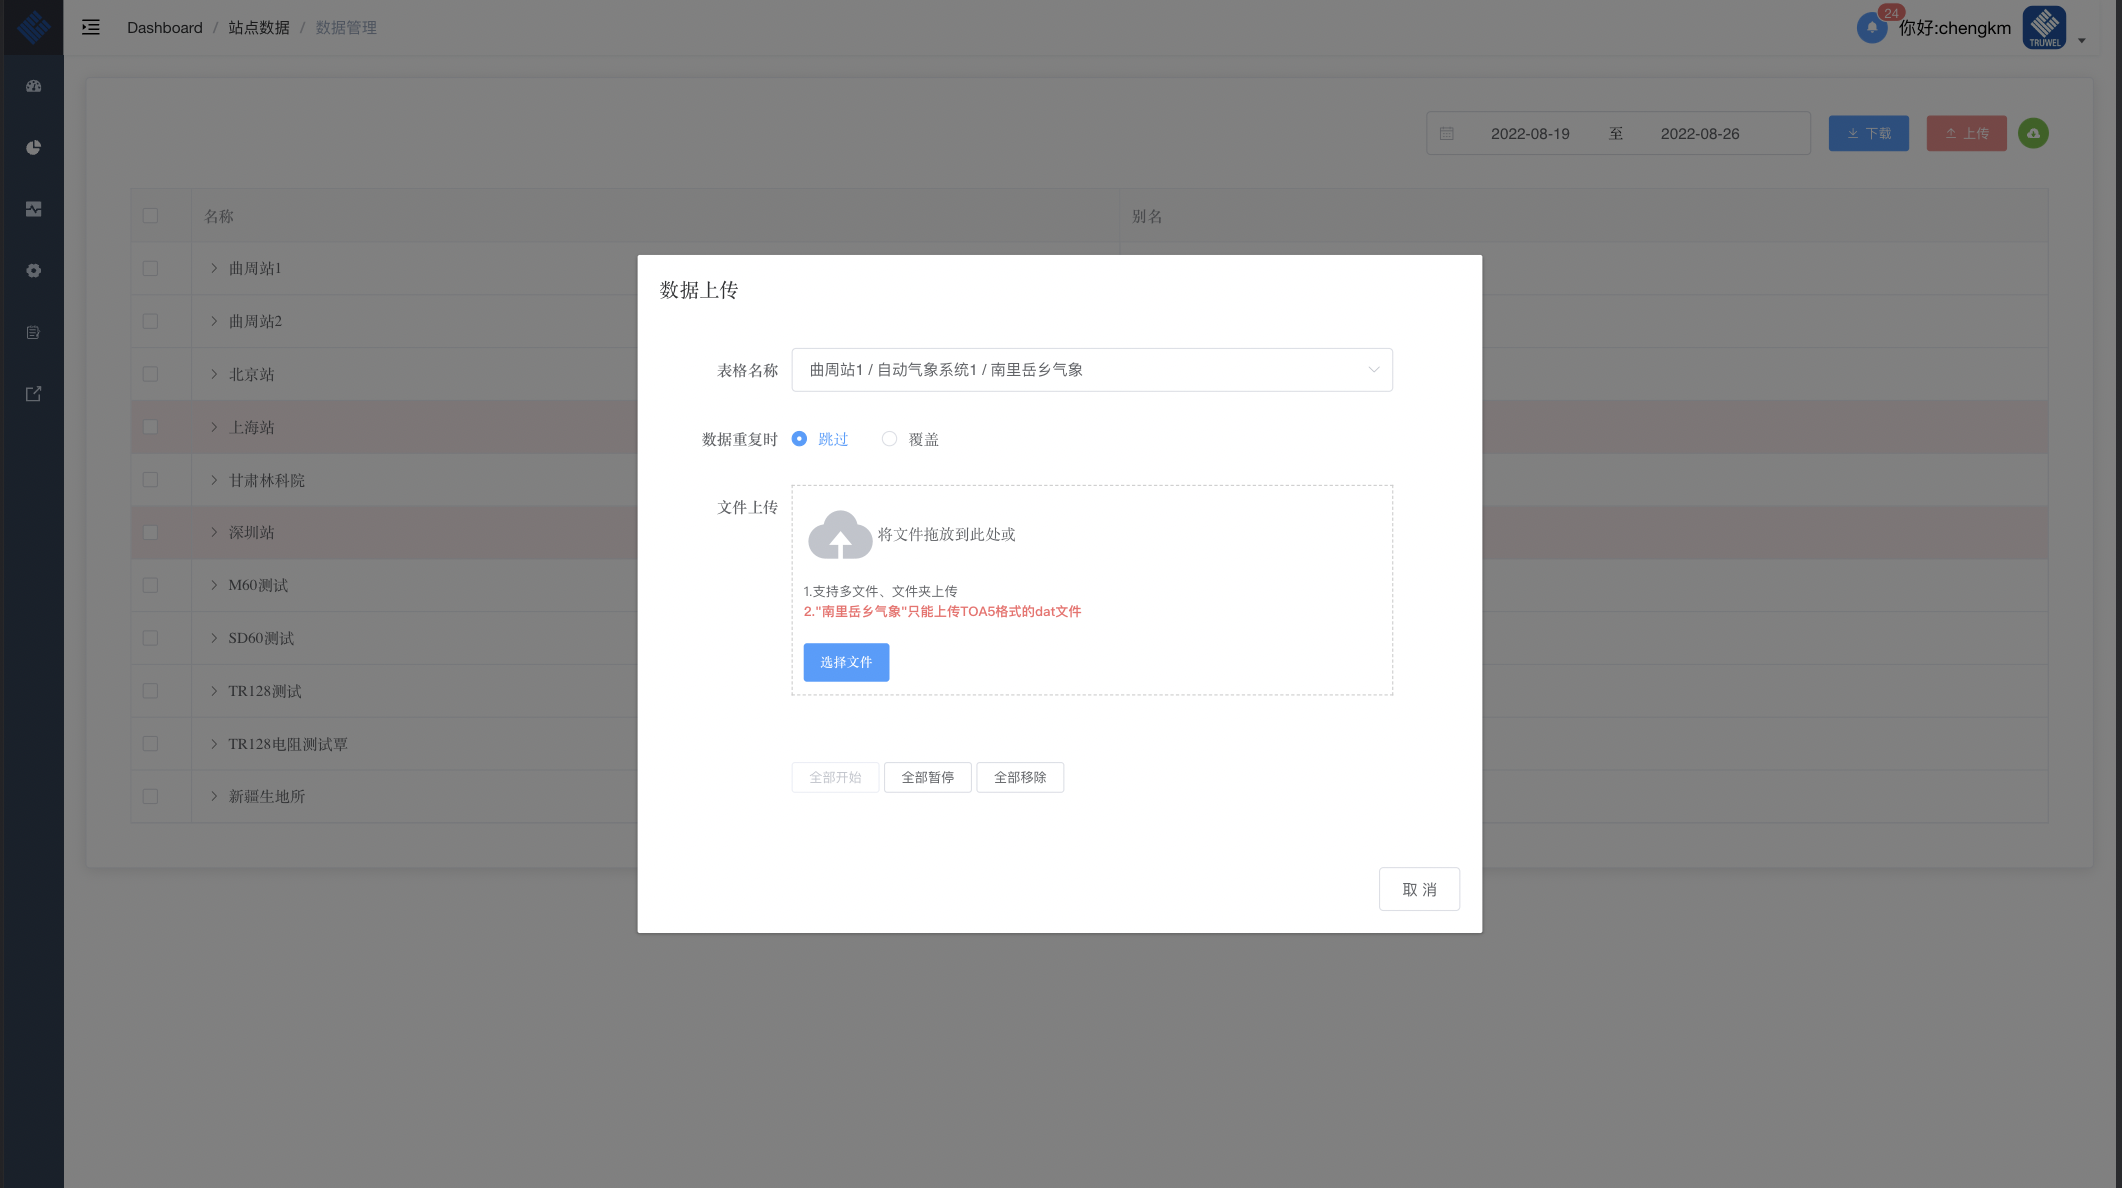 Dashboard / 站点数据 / 数据管理
24
你好:chengkm
TRUWEL
2022-08-19 至 2022-08-26
下载
上传
名称
别名
曲周站1
曲周站2
北京站
上海站
甘肃林科院
深圳站
M60测试
SD60测试
TR128测试
TR128电阻测试覃
新疆生地所
数据上传
表格名称
曲周站1 / 自动气象系统1 / 南里岳乡气象
数据重复时
跳过
覆盖
文件上传
将文件拖放到此处或
1.支持多文件、文件夹上传
2."南里岳乡气象"只能上传TOA5格式的dat文件
选择文件
全部开始
全部暂停
全部移除
取 消